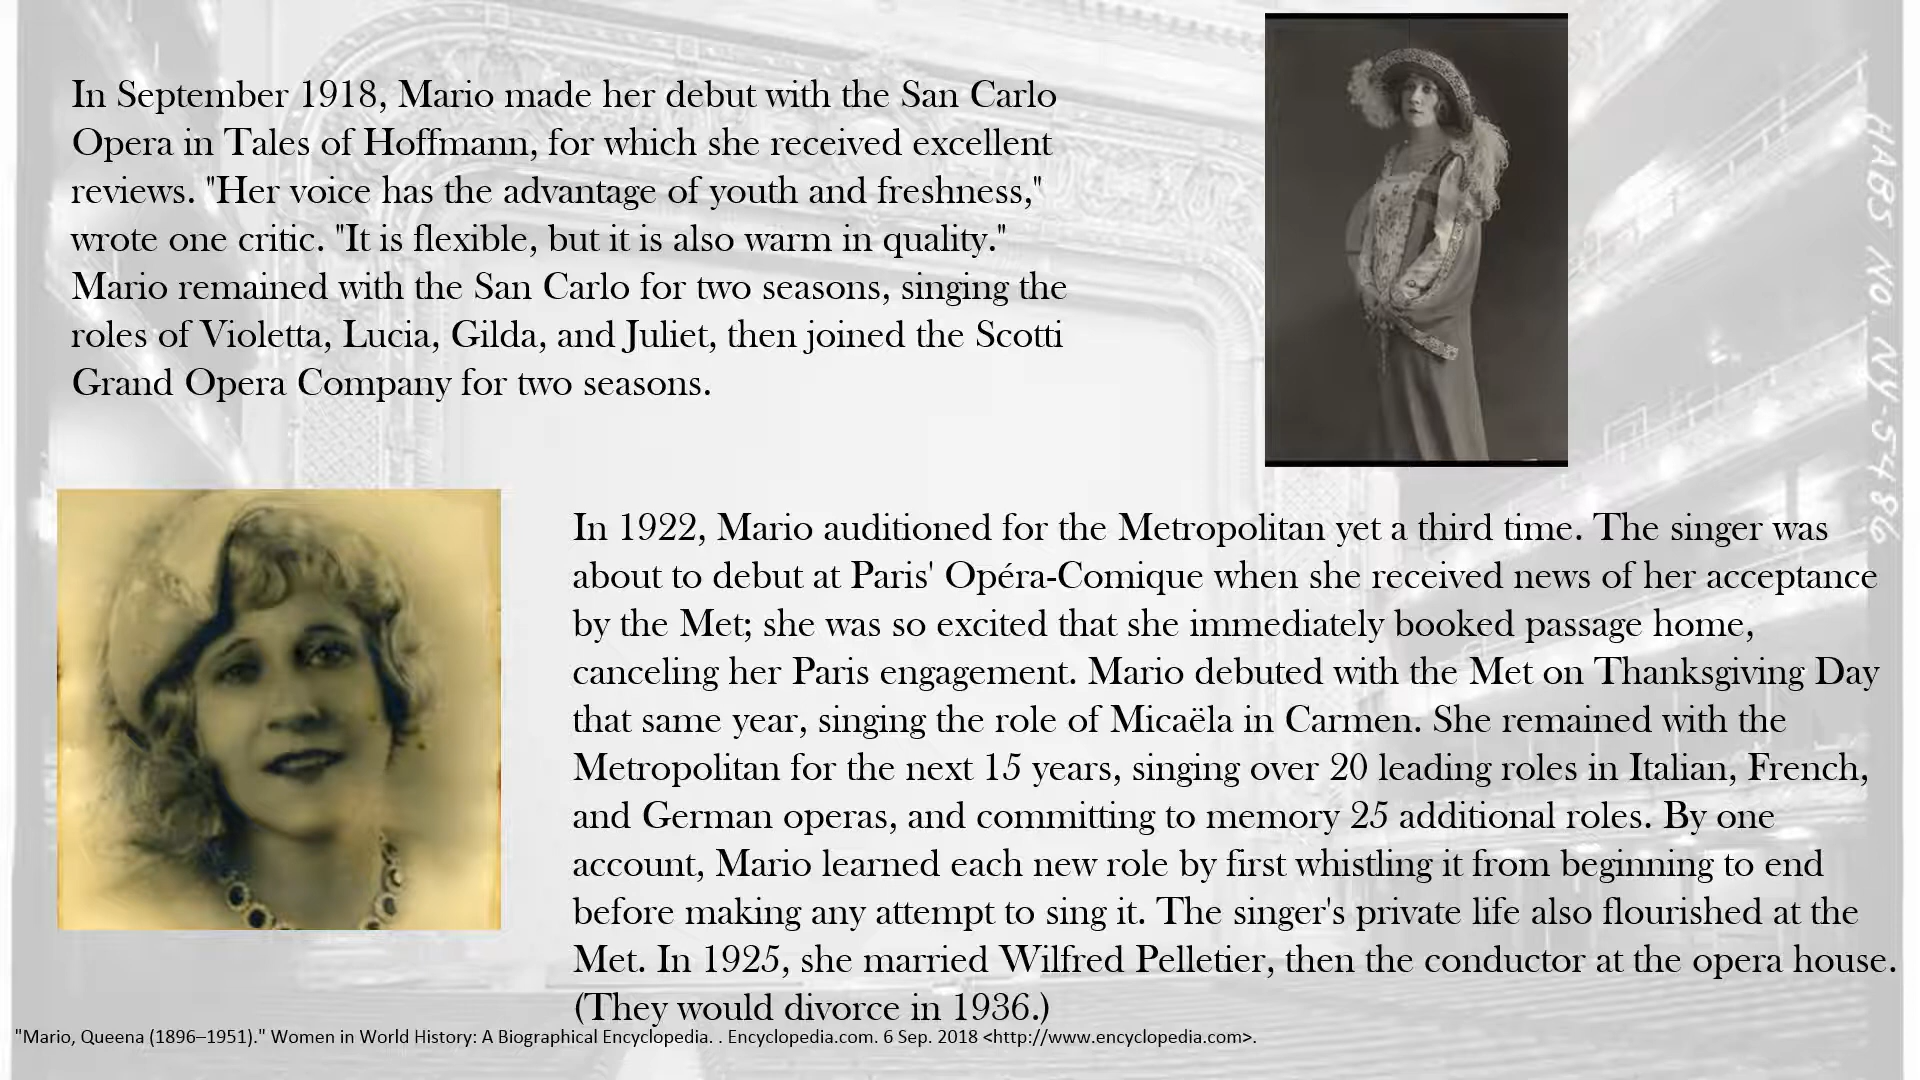 In September 1918, Mario made her debut with the San Carlo
Opera in Tales of Hoffmann, for which she received excellent
reviews. "Her voice has the advantage of youth and freshness,"
wrote one critic. "It is flexible, but it is also warm in quality."
Mario remained with the San Carlo for two seasons, singing the
roles of Violetta, Lucia, Gilda, and Juliet, then joined the Scotti
Grand Opera Company for two seasons.
HABS NO. NY-5486
In 1922, Mario auditioned for the Metropolitan yet a third time. The singer was
about to debut at Paris' Opéra-Comique when she received news of her acceptance
by the Met; she was so excited that she immediately booked passage home,
canceling her Paris engagement. Mario debuted with the Met on Thanksgiving Day
that same year, singing the role of Micaëla in Carmen. She remained with the
Metropolitan for the next 15 years, singing over 20 leading roles in Italian, French,
and German operas, and committing to memory 25 additional roles. By one
account, Mario learned each new role by first whistling it from beginning to end
before making any attempt to sing it. The singer's private life also flourished at the
Met. In 1925, she married Wilfred Pelletier, then the conductor at the opera house.
(They would divorce in 1936.)
"Mario, Queena (1896–1951)." Women in World History: A Biographical Encyclopedia. . Encyclopedia.com. 6 Sep. 2018 <http://www.encyclopedia.com>.